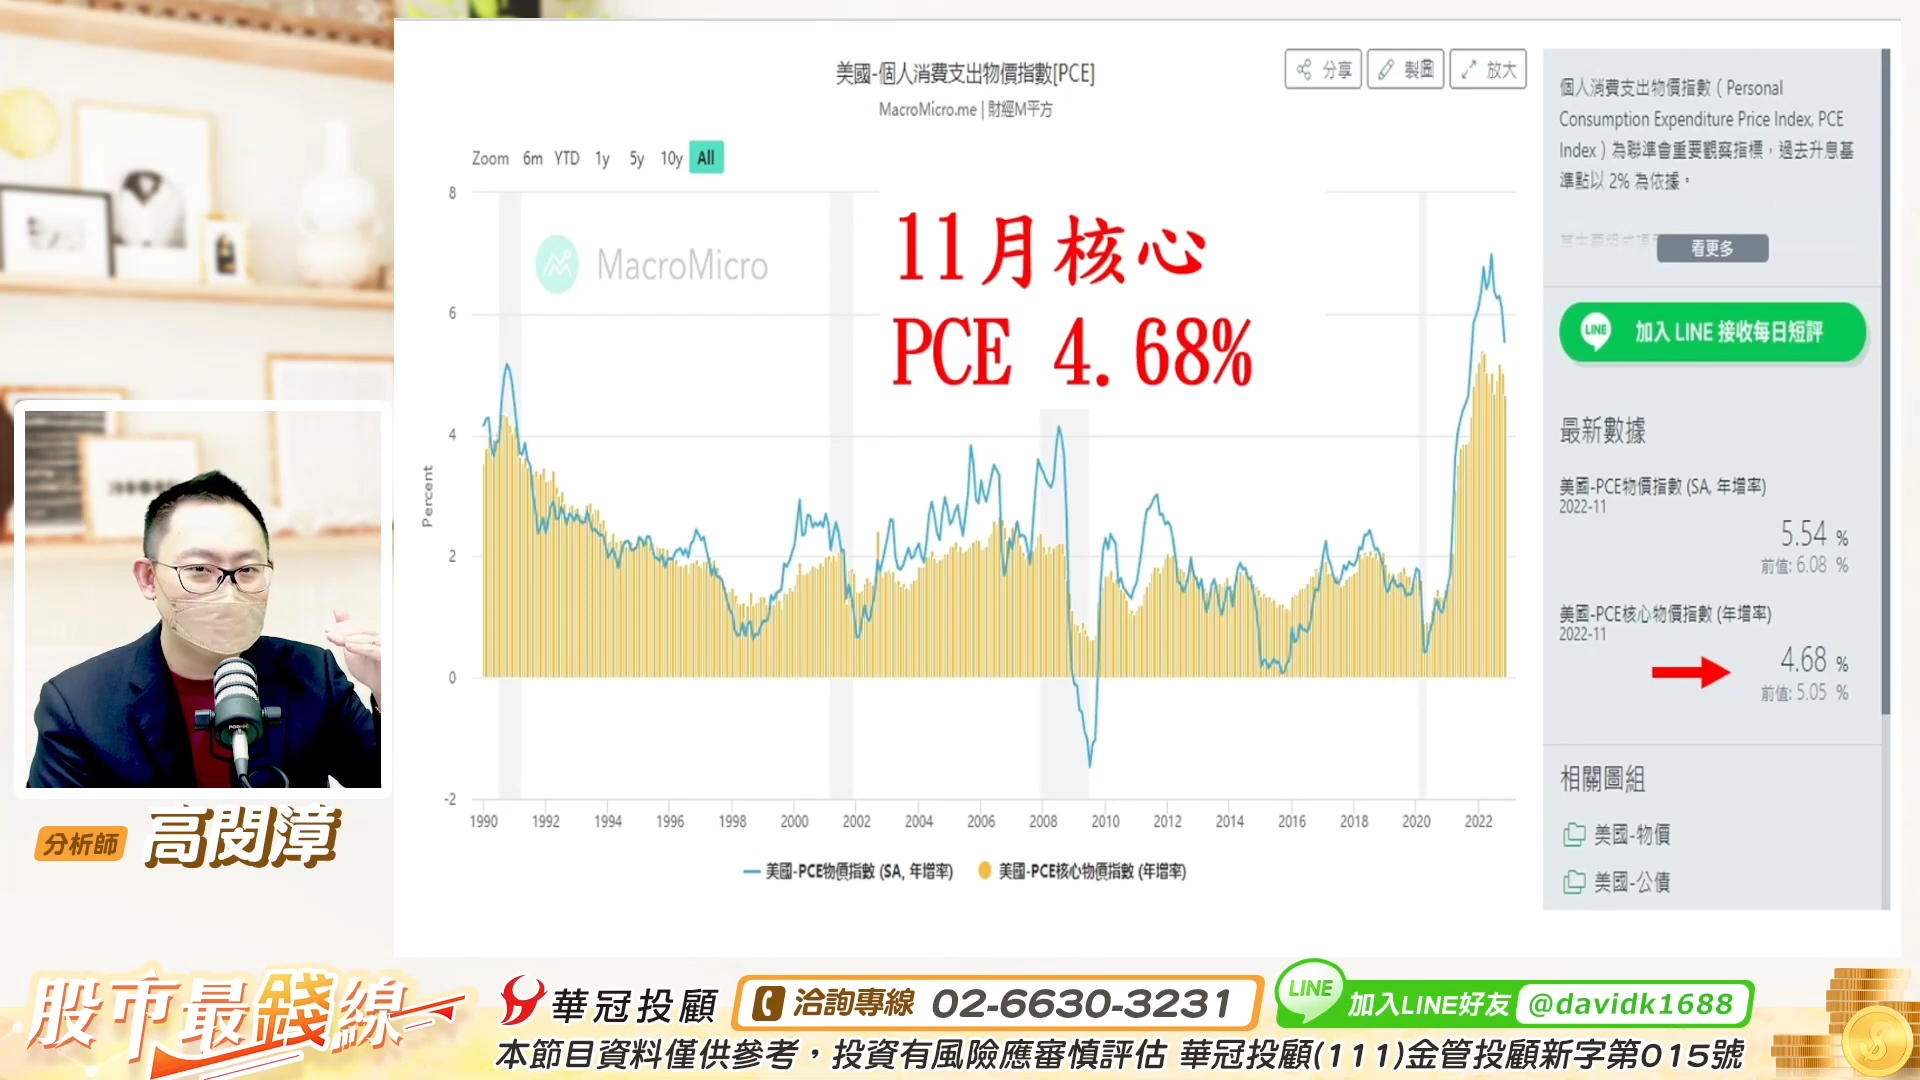 美國-個人消費支出物價指數[PCE]
MacroMicro.me | 財經M平方
分享
製圖
放大
Zoom 6m YTD 1y 5y 10y All
MacroMicro
11月核心
PCE 4.68%
Percent
8
6
4
2
0
-2
1990 1992 1994 1996 1998 2000 2002 2004 2006 2008 2010 2012 2014 2016 2018 2020 2022
美國-PCE物價指數 (SA, 年增率) 美國-PCE核心物價指數 (年增率)
個人消費支出物價指數 ( Personal
Consumption Expenditure Price Index, PCE
Index ) 為聯準會重要觀察指標，過去升息基
準點以 2% 為依據。
看更多
LINE 加入 LINE 接收每日短評
最新數據
美國-PCE物價指數 (SA, 年增率)
2022-11
5.54 %
前值: 6.08 %
美國-PCE核心物價指數 (年增率)
2022-11
4.68 %
前值: 5.05 %
相關圖組
美國-物價
美國-公債
分析師 高閔漳
股市最錢線
華冠投顧
洽詢專線 02-6630-3231
LINE 加入LINE好友 @davidk1688
本節目資料僅供參考，投資有風險應審慎評估 華冠投顧(111)金管投顧新字第015號